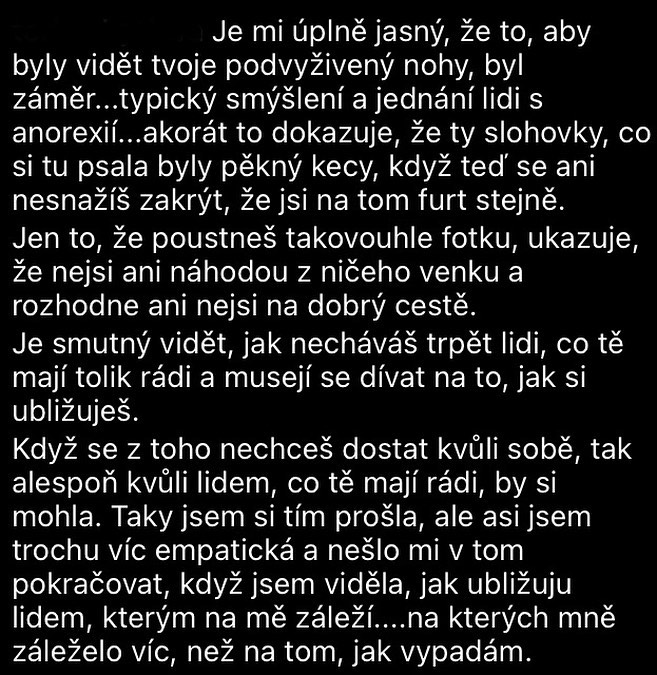 Je mi úplně jasný, že to, aby
byly vidět tvoje podvyživený nohy, byl
záměr...typický smýšlení a jednání lidi s
anorexií...akorát to dokazuje, že ty slohovky, co
si tu psala byly pěkný kecy, když teď se ani
nesnažíš zakrýt, že jsi na tom furt stejně.
Jen to, že poustneš takovouhle fotku, ukazuje,
že nejsi ani náhodou z ničeho venku a
rozhodne ani nejsi na dobrý cestě.
Je smutný vidět, jak necháváš trpět lidi, co tě
mají tolik rádi a musejí se dívat na to, jak si
ubližuješ.
Když se z toho nechceš dostat kvůli sobě, tak
alespoň kvůli lidem, co tě mají rádi, by si
mohla. Taky jsem si tím prošla, ale asi jsem
trochu víc empatická a nešlo mi v tom
pokračovat, když jsem viděla, jak ubližuju
lidem, kterým na mě záleží....na kterých mně
záleželo víc, než na tom, jak vypadám.